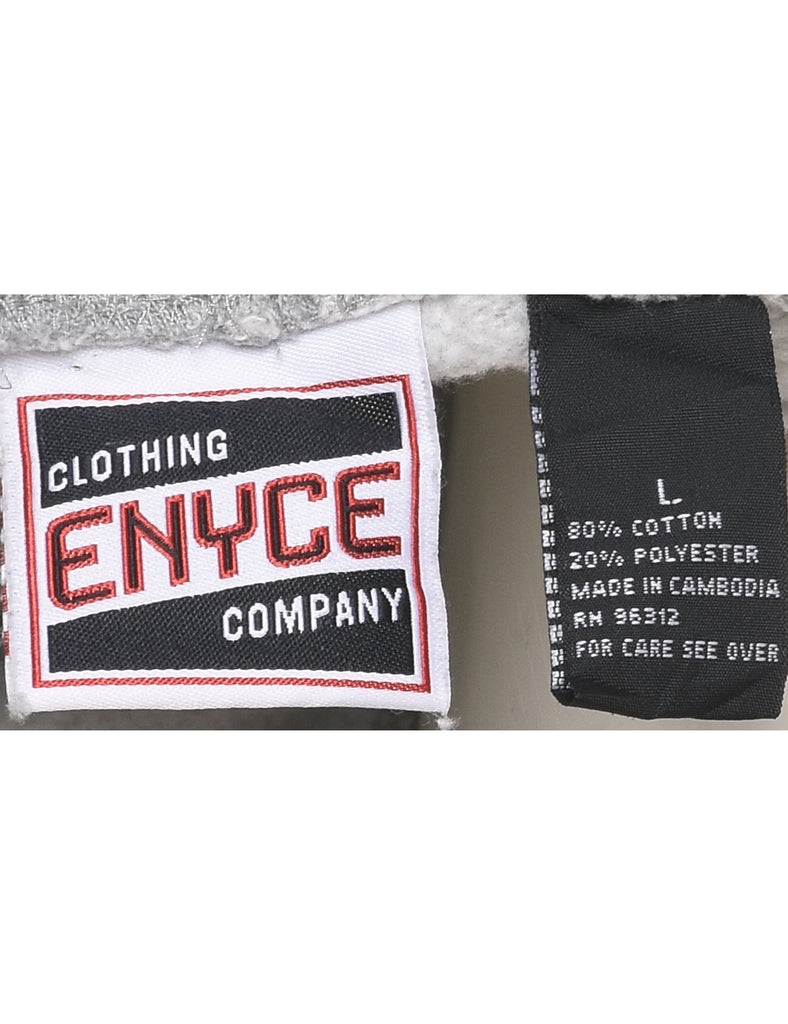 CLOTHING
ENYCE
COMPANY
L
80% COTTON
20% POLYESTER
MADE IN CAMBODIA
RN 96312
FOR CARE SEE OVER